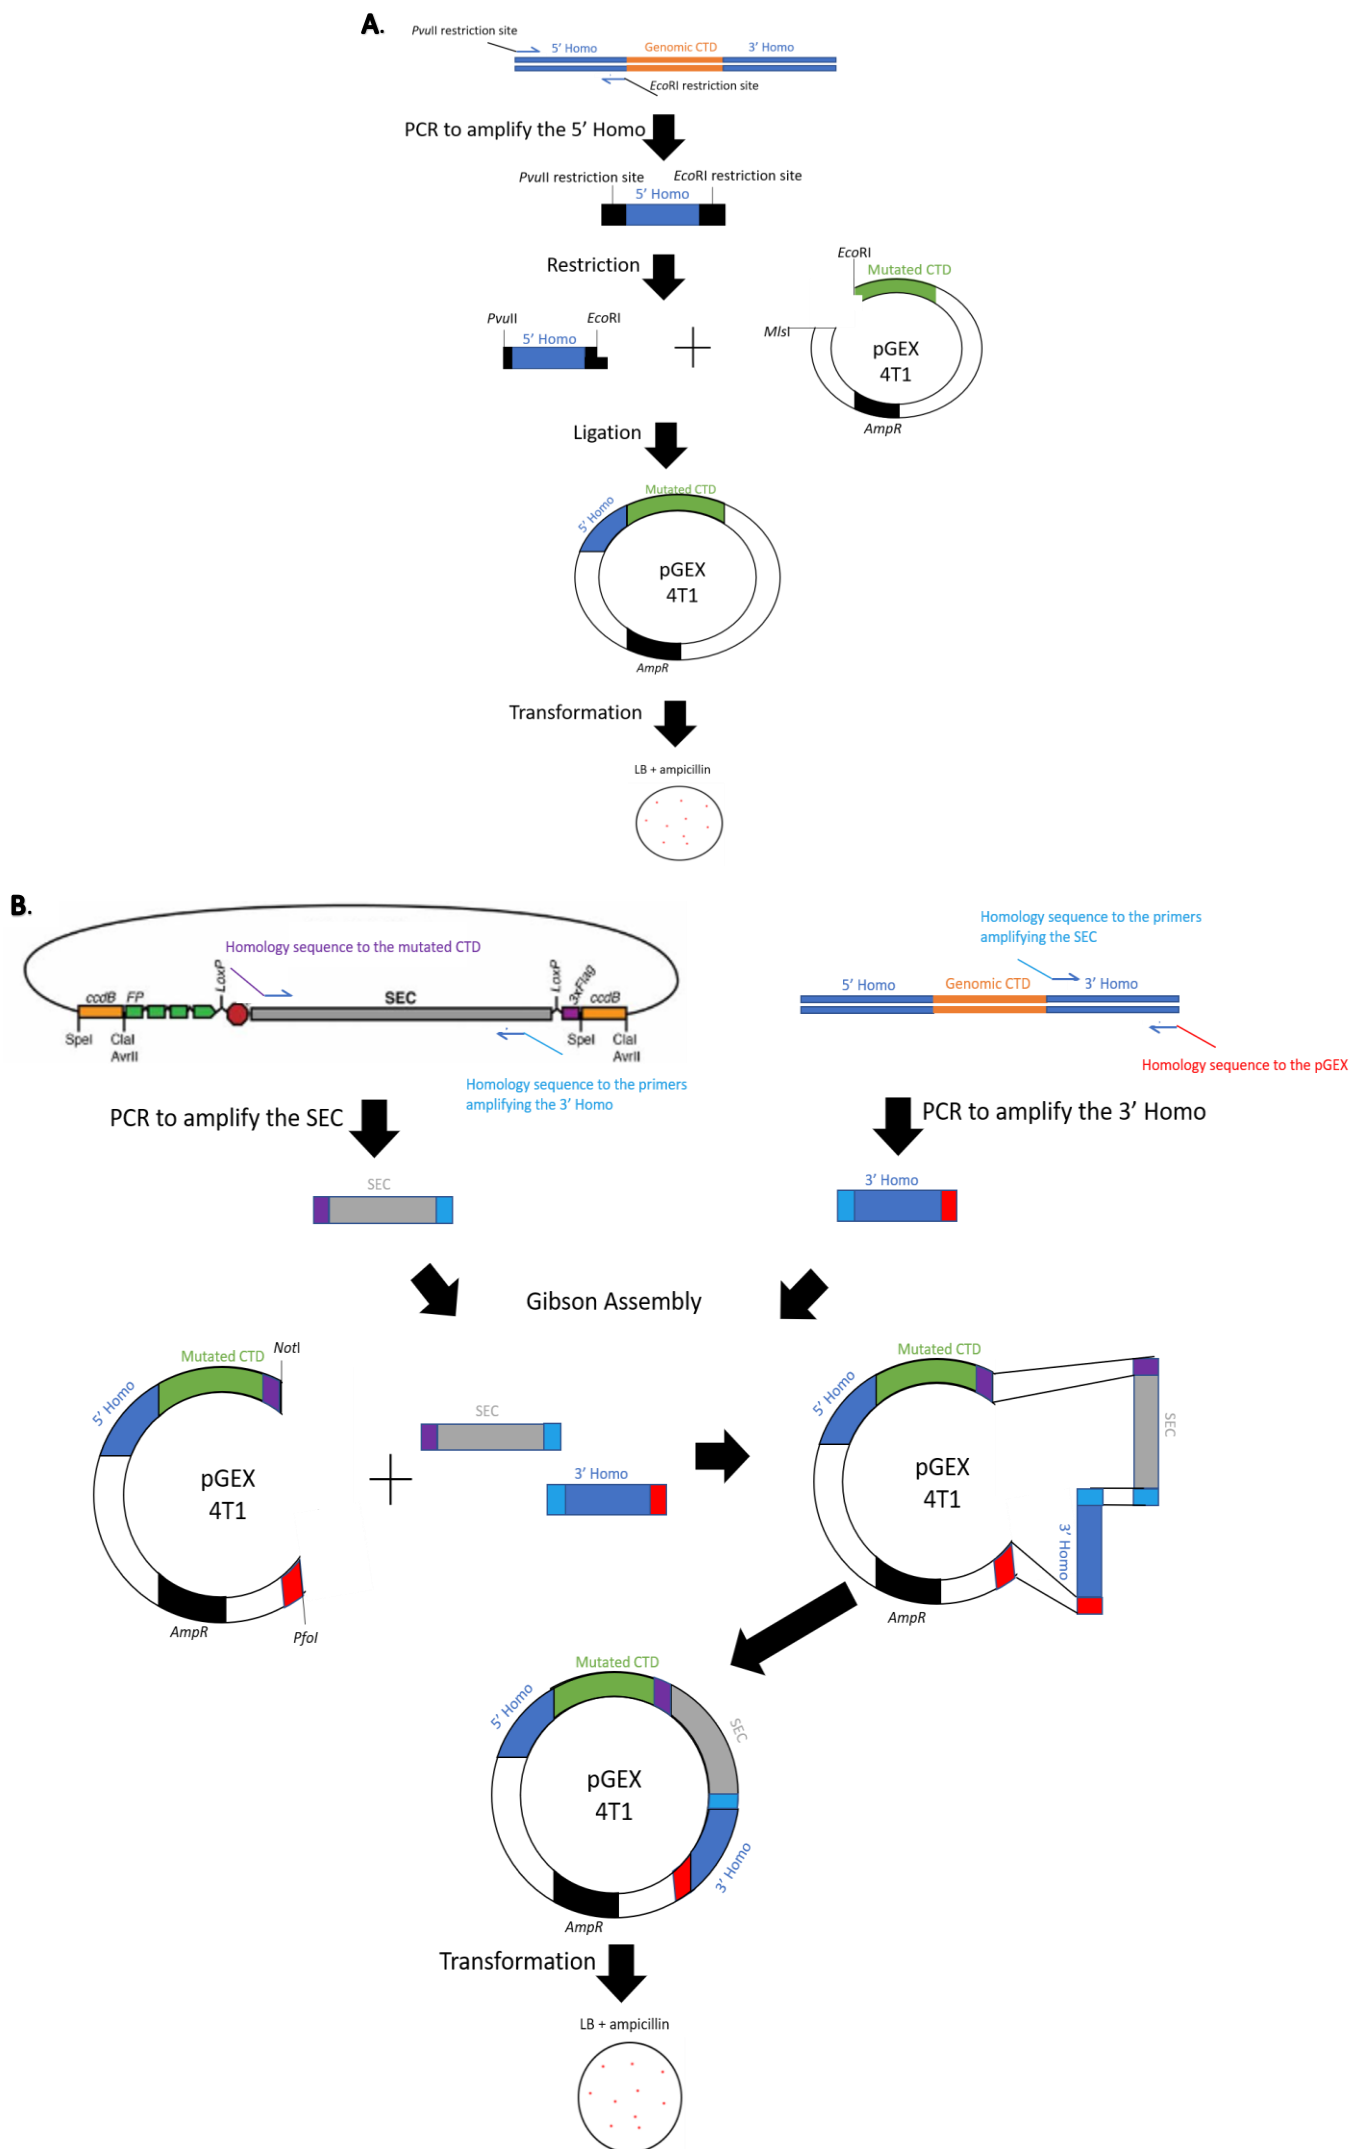 A.
PvuII restriction site
5' Homo
Genomic CTD
3' Homo
EcoRI restriction site
PCR to amplify the 5' Homo
PvuII restriction site
EcoRI restriction site
5' Homo
Restriction
EcoRI
Mutated CTD
PvuII
EcoRI
5' Homo
MlsI
pGEX
4T1
AmpR
Ligation
Mutated CTD
5' Homo
pGEX
4T1
AmpR
Transformation
LB + ampicillin
B.
Homology sequence to the mutated CTD
LoxP
LoxP
3xFlag
ccdB
FP
SEC
ccdB
SpeI
ClaI
AvrII
SpeI
ClaI
AvrII
Homology sequence to the primers
amplifying the 3' Homo
Homology sequence to the primers
amplifying the SEC
5' Homo
Genomic CTD
3' Homo
Homology sequence to the pGEX
PCR to amplify the SEC
PCR to amplify the 3' Homo
SEC
3' Homo
Gibson Assembly
Mutated CTD
NotI
5' Homo
pGEX
4T1
AmpR
PfoI
SEC
3' Homo
Mutated CTD
5' Homo
pGEX
4T1
AmpR
SEC
3' Homo
Mutated CTD
5' Homo
SEC
pGEX
4T1
3' Homo
AmpR
Transformation
LB + ampicillin